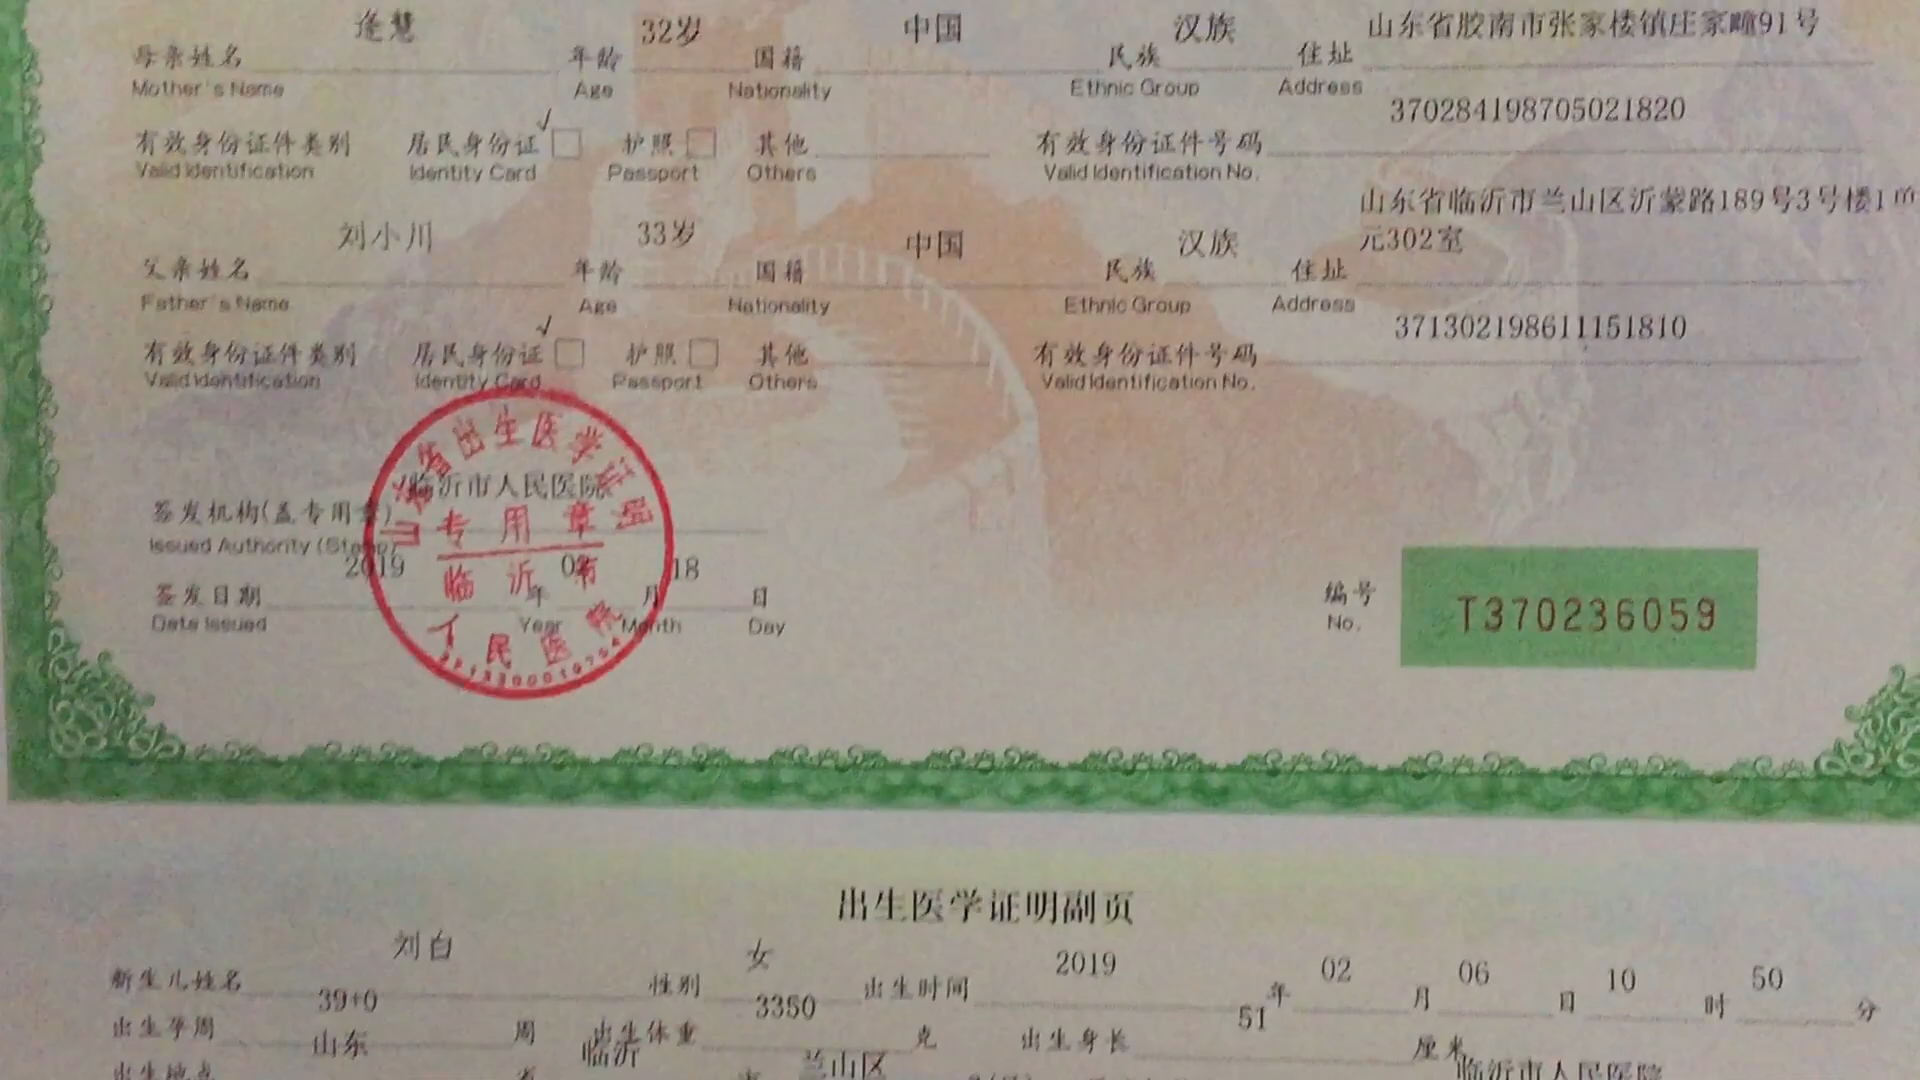 逄慧 32岁 中国 汉族 山东省胶南市张家楼镇庄家疃91号
母亲姓名 年龄 国籍 民族 住址
Mother's Name Age Nationality Ethnic Group Address
370284198705021820
有效身份证件类别 居民身份证 √ 护照 其他 有效身份证件号码
Valid Identification Identity Card Passport Others Valid Identification No.
山东省临沂市兰山区沂蒙路189号3号楼1单
刘小川 33岁 中国 汉族 元302室
父亲姓名 年龄 国籍 民族 住址
Father's Name Age Nationality Ethnic Group Address
371302198611151810
有效身份证件类别 居民身份证 √ 护照 其他 有效身份证件号码
Valid Identification Identity Card Passport Others Valid Identification No.
山东省出生医学证明
临沂市人民医院
签发机构(盖专用章)
专用章
Issued Authority (Stamp)
2019 02 18
临沂市
签发日期 年 月 日
Date Issued Year Month Day
人民医院
编号
No.
T370236059
出生医学证明副页
刘白 女 2019 02 06 10 50
新生儿姓名 性别 出生时间 年 月 日 时 分
39+0 3350 51
出生孕周 周 出生体重 克 出生身长 厘米
山东 临沂 兰山区 临沂市人民医院
出生地点 省 市